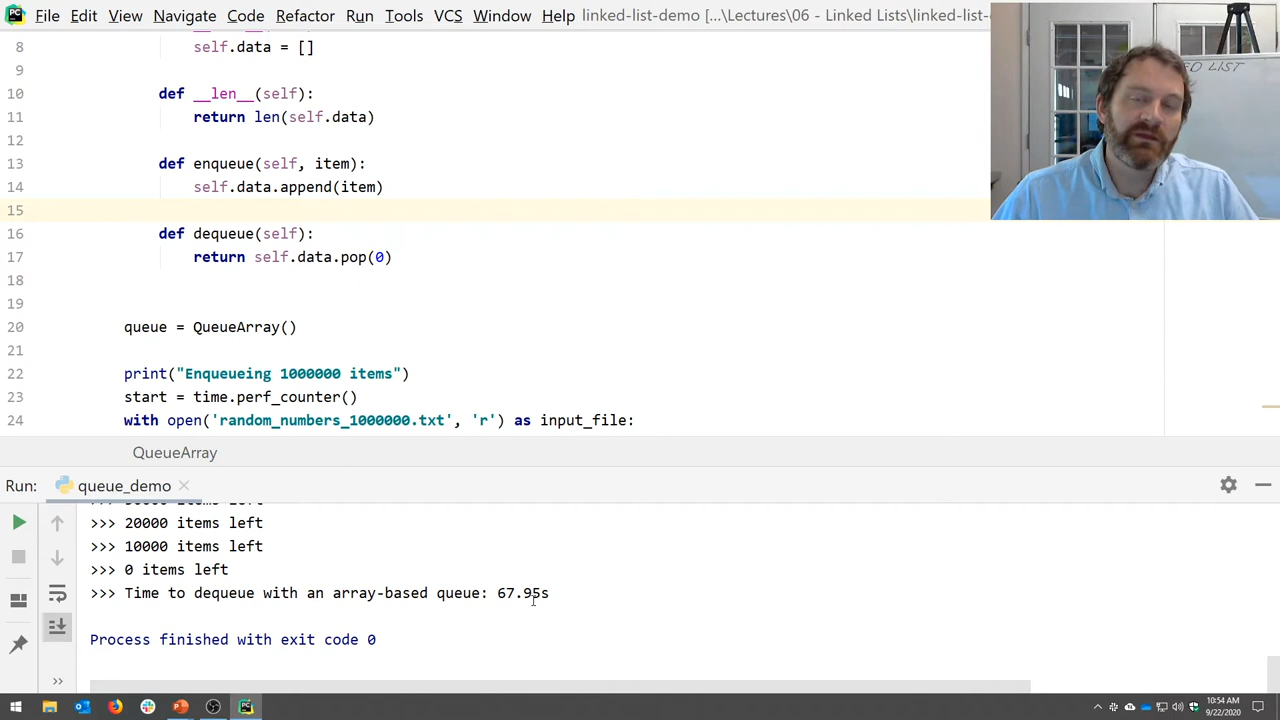 File Edit View Navigate Code Refactor Run Tools VCS Window Help linked-list-demo [...\Lectures\06 - Linked Lists\linked-list-
8 self.data = []
9
10 def __len__(self):
11 return len(self.data)
12
13 def enqueue(self, item):
14 self.data.append(item)
15
16 def dequeue(self):
17 return self.data.pop(0)
18
19
20 queue = QueueArray()
21
22 print("Enqueueing 1000000 items")
23 start = time.perf_counter()
24 with open('random_numbers_1000000.txt', 'r') as input_file:
QueueArray
Run: queue_demo
>>> 20000 items left
>>> 10000 items left
>>> 0 items left
>>> Time to dequeue with an array-based queue: 67.95s
Process finished with exit code 0
10:54 AM
9/22/2020
ED LIST